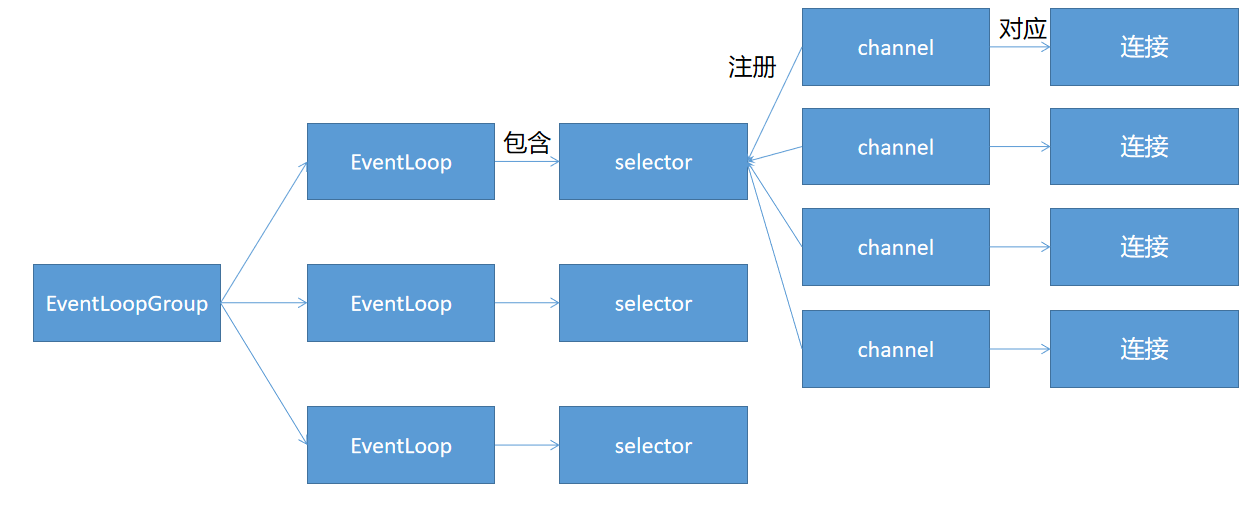 对应
channel
连接
注册
channel
连接
EventLoop
包含
selector
channel
连接
EventLoopGroup
EventLoop
selector
channel
连接
EventLoop
selector